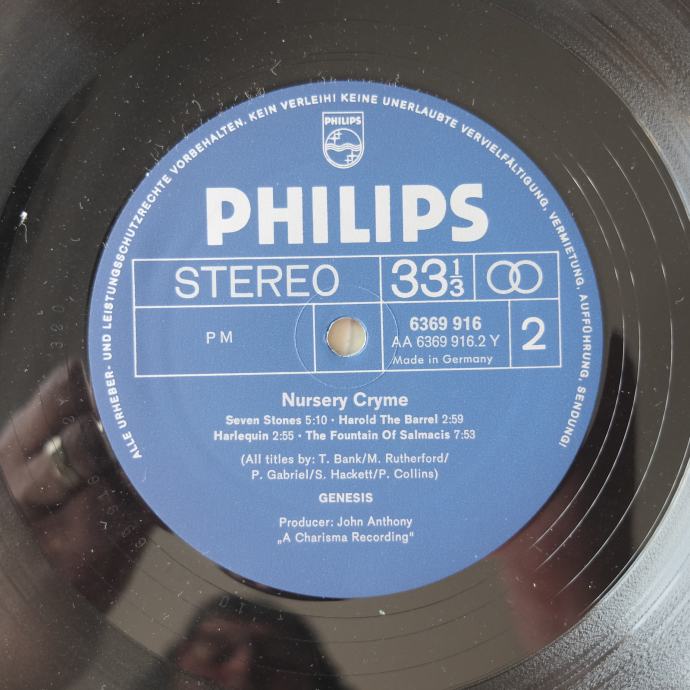 ALLE URHEBER- UND LEISTUNGSSCHUTZRECHTE VORBEHALTEN. KEIN VERLEIH! KEINE UNERLAUBTE VERVIELFÄLTIGUNG, VERMIETUNG, AUFFÜHRUNG, SENDUNG!
PHILIPS
PHILIPS
STEREO 33 1/3
PM 6369 916 2
AA 6369 916.2 Y
Made in Germany
Nursery Cryme
Seven Stones 5:10 · Harold The Barrel 2:59
Harlequin 2:55 · The Fountain Of Salmacis 7:53
(All titles by: T. Bank/M. Rutherford/
P. Gabriel/S. Hackett/P. Collins)
GENESIS
Producer: John Anthony
„A Charisma Recording"